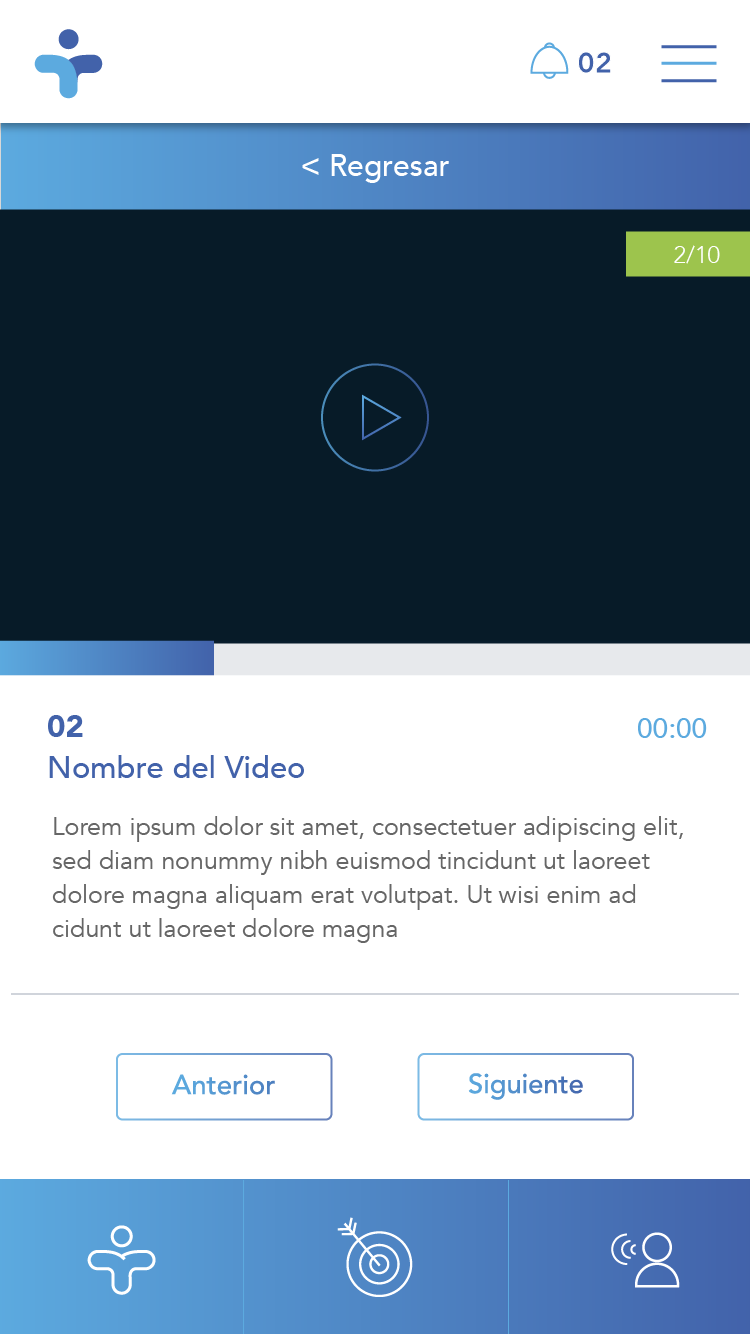 02
< Regresar
2/10
02
00:00
Nombre del Video
Lorem ipsum dolor sit amet, consectetuer adipiscing elit,
sed diam nonummy nibh euismod tincidunt ut laoreet
dolore magna aliquam erat volutpat. Ut wisi enim ad
cidunt ut laoreet dolore magna
Anterior
Siguiente